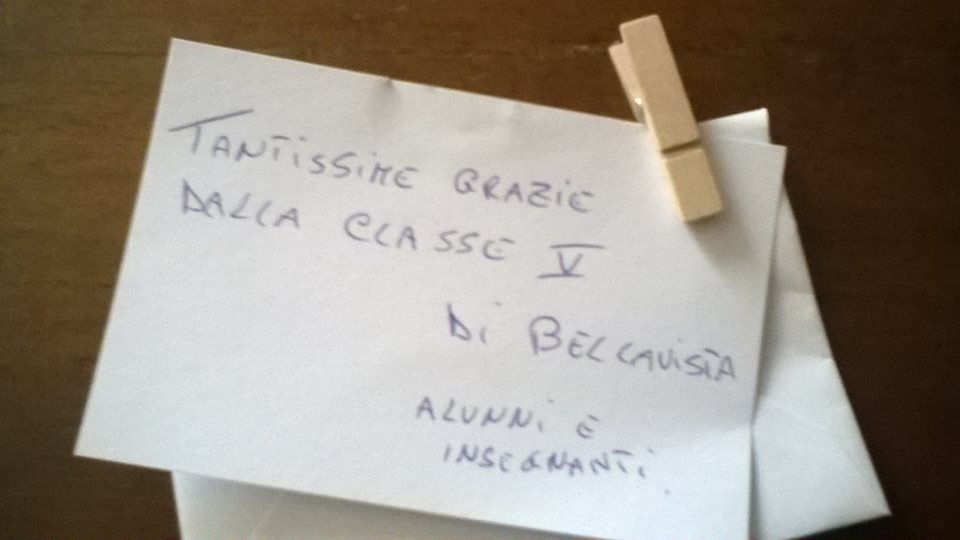 TANTISSIME GRAZIE
DALLA CLASSE V
Di BELLAVISTA
ALUNNi E
INSEGNANTi.